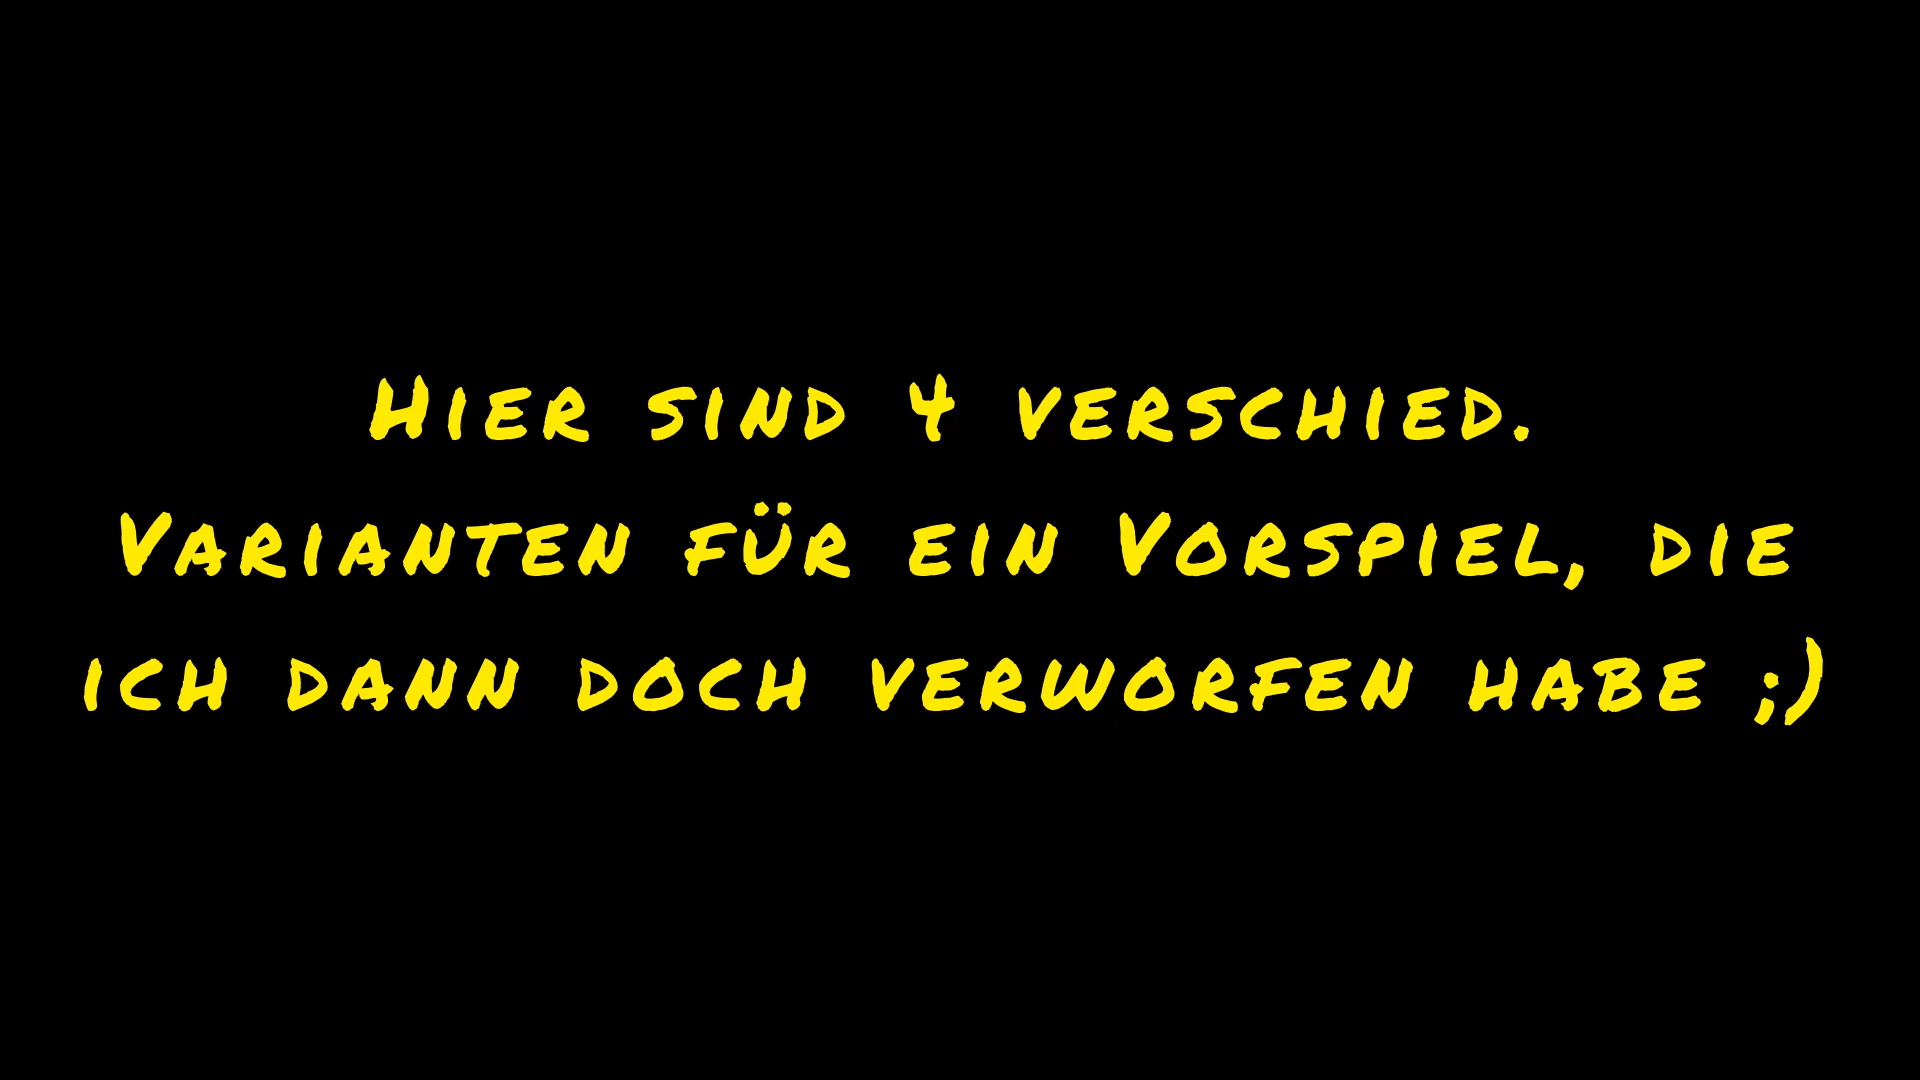 Hier sind 4 verschied.
Varianten für ein Vorspiel, die
ich dann doch verworfen habe ;)